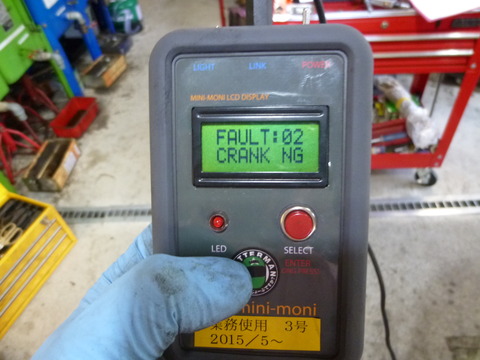 LIGHT LINK POWER
MINI-MONI LCD DISPLAY
FAULT:02
CRANK NG
LED SELECT
ENTER
mini-moni
業務使用 3号
2015/5~